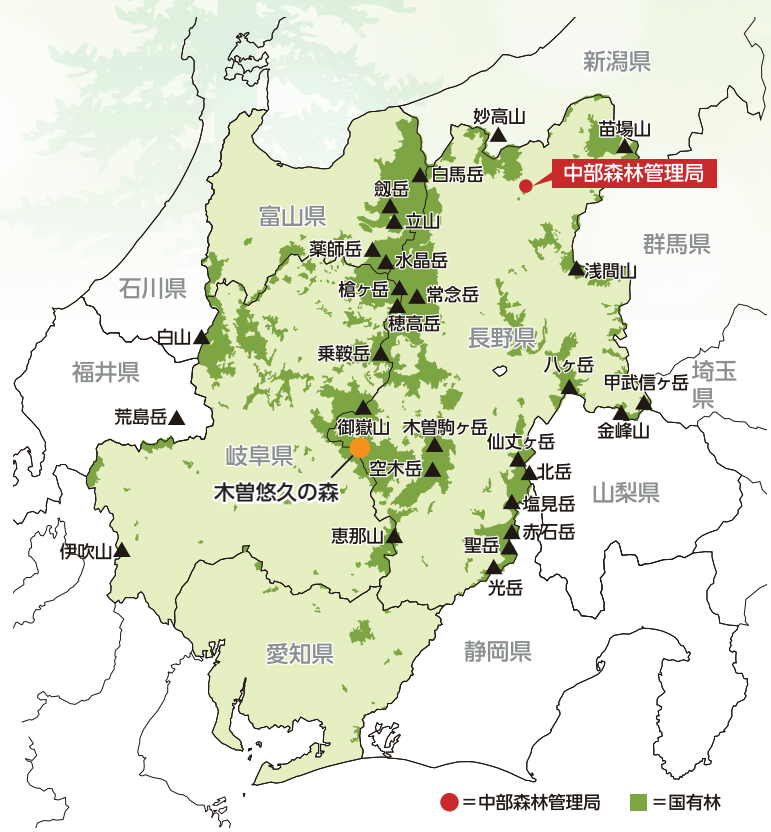 新潟県
妙高山
苗場山
中部森林管理局
白馬岳
劔岳
富山県
立山
群馬県
薬師岳
水晶岳
浅間山
石川県
槍ヶ岳
常念岳
穂高岳
白山
長野県
乗鞍岳
福井県
八ヶ岳
埼玉
県
甲武信ヶ岳
荒島岳
御嶽山
木曽駒ヶ岳
金峰山
仙丈ヶ岳
岐阜県
空木岳
北岳
木曽悠久の森
山梨県
塩見岳
恵那山
赤石岳
聖岳
伊吹山
光岳
愛知県
静岡県
=中部森林管理局
=国有林